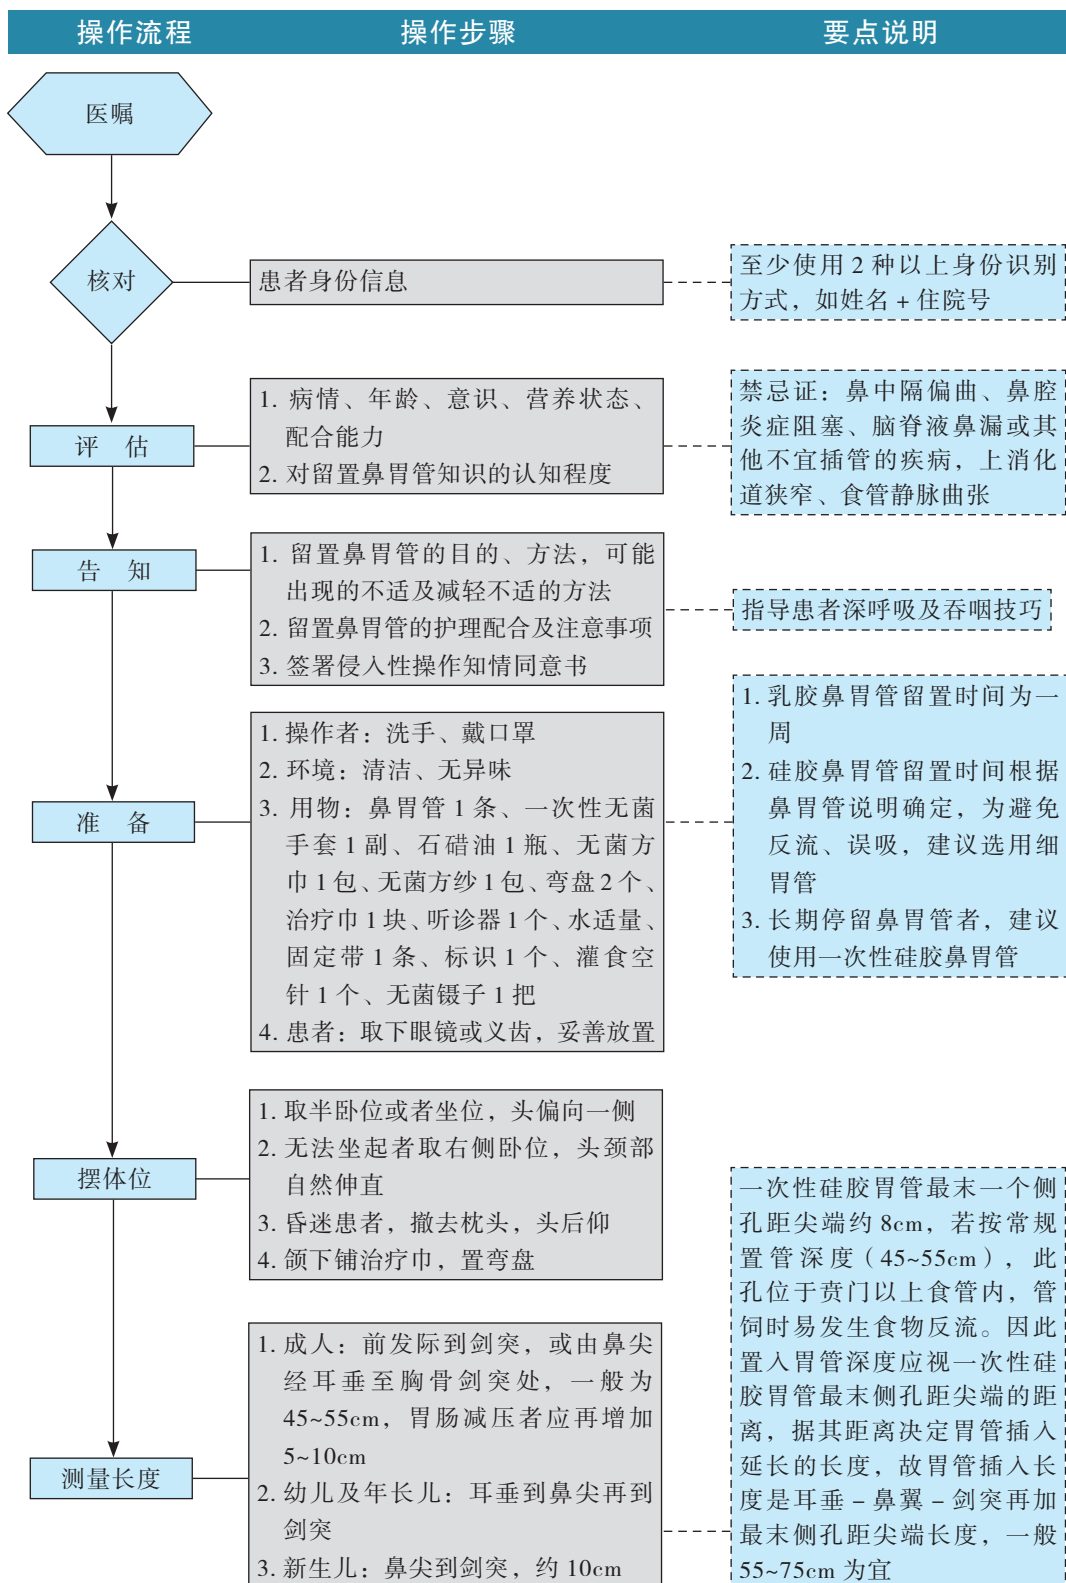 操作流程 操作步骤 要点说明
医嘱
核对
患者身份信息
至少使用 2 种以上身份识别
方式，如姓名 + 住院号
评 估
1. 病情、年龄、意识、营养状态、
配合能力
2. 对留置鼻胃管知识的认知程度
禁忌证：鼻中隔偏曲、鼻腔
炎症阻塞、脑脊液鼻漏或其
他不宜插管的疾病，上消化
道狭窄、食管静脉曲张
告 知
1. 留置鼻胃管的目的、方法，可能
出现的不适及减轻不适的方法
2. 留置鼻胃管的护理配合及注意事项
3. 签署侵入性操作知情同意书
指导患者深呼吸及吞咽技巧
准 备
1. 操作者：洗手、戴口罩
2. 环境：清洁、无异味
3. 用物：鼻胃管 1 条、一次性无菌
手套 1 副、石碏油 1 瓶、无菌方
巾 1 包、无菌方纱 1 包、弯盘 2 个、
治疗巾 1 块、听诊器 1 个、水适量、
固定带 1 条、标识 1 个、灌食空
针 1 个、无菌镊子 1 把
4. 患者：取下眼镜或义齿，妥善放置
1. 乳胶鼻胃管留置时间为一
周
2. 硅胶鼻胃管留置时间根据
鼻胃管说明确定，为避免
反流、误吸，建议选用细
胃管
3. 长期停留鼻胃管者，建议
使用一次性硅胶鼻胃管
摆体位
1. 取半卧位或者坐位，头偏向一侧
2. 无法坐起者取右侧卧位，头颈部
自然伸直
3. 昏迷患者，撤去枕头，头后仰
4. 颌下铺治疗巾，置弯盘
测量长度
1. 成人：前发际到剑突，或由鼻尖
经耳垂至胸骨剑突处，一般为
45~55cm，胃肠减压者应再增加
5~10cm
2. 幼儿及年长儿：耳垂到鼻尖再到
剑突
3. 新生儿：鼻尖到剑突，约 10cm
一次性硅胶胃管最末一个侧
孔距尖端约 8cm，若按常规
置管深度（45~55cm），此
孔位于贲门以上食管内，管
饲时易发生食物反流。因此
置入胃管深度应视一次性硅
胶胃管最末侧孔距尖端的距
离，据其距离决定胃管插入
延长的长度，故胃管插入长
度是耳垂 – 鼻翼 – 剑突再加
最末侧孔距尖端长度，一般
55~75cm 为宜